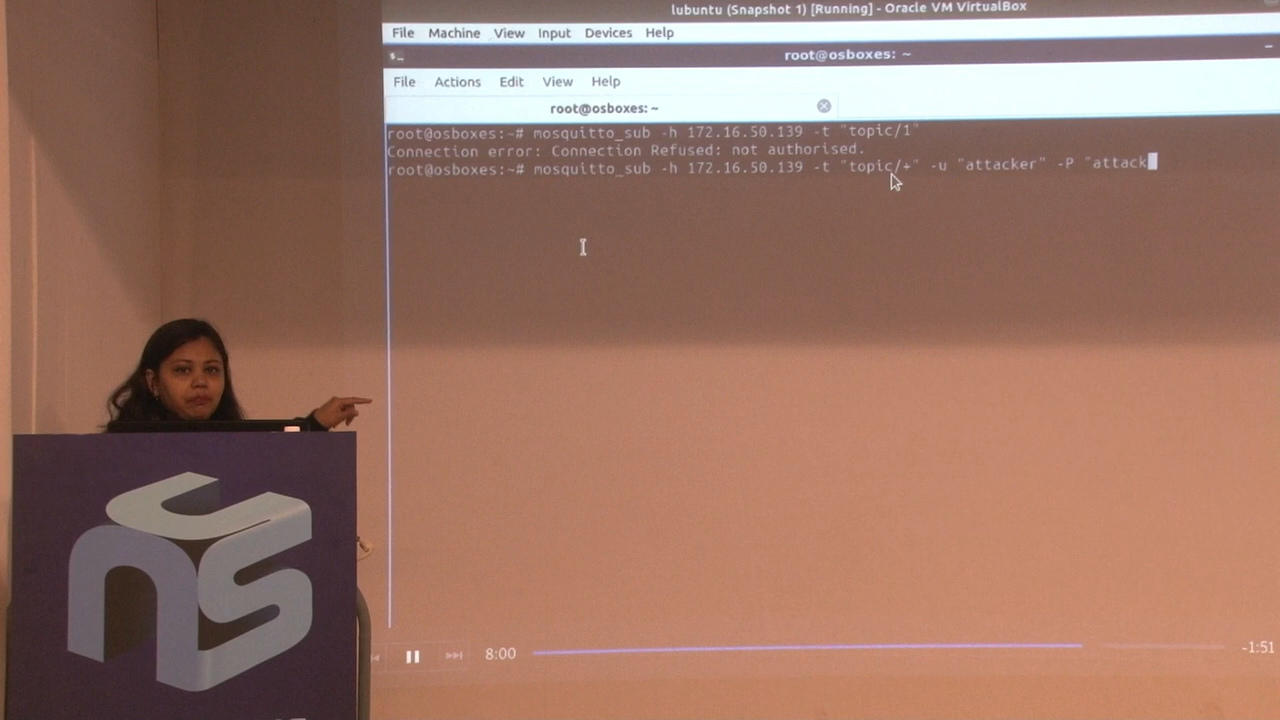 lubuntu (Snapshot 1) [Running] - Oracle VM VirtualBox
File Machine View Input Devices Help
root@osboxes: ~
File Actions Edit View Help
root@osboxes: ~
root@osboxes:~# mosquitto_sub -h 172.16.50.139 -t "topic/1"
Connection error: Connection Refused: not authorised.
root@osboxes:~# mosquitto_sub -h 172.16.50.139 -t "topic/+" -u "attacker" -P "attack
8:00
-1:51
nus